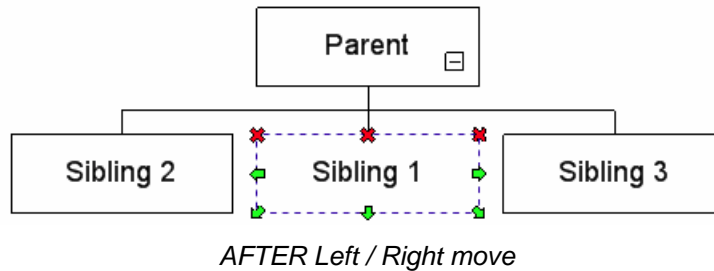 Parent
Sibling 2
Sibling 1
Sibling 3
AFTER Left / Right move